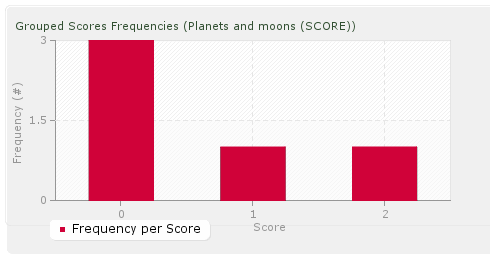 Grouped Scores Frequencies (Planets and moons (SCORE))
Frequency (#)
3
1.5
0
0 1 2
Score
Frequency per Score